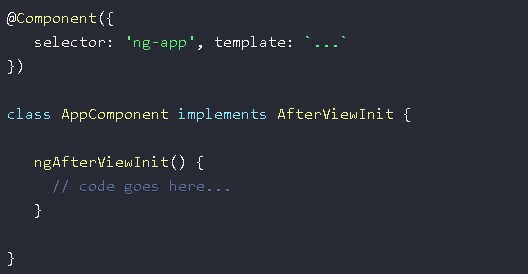 @Component({
   selector: 'ng-app', template: `...`
})
class AppComponent implements AfterViewInit {
   ngAfterViewInit() {
     // code goes here...
   }
}